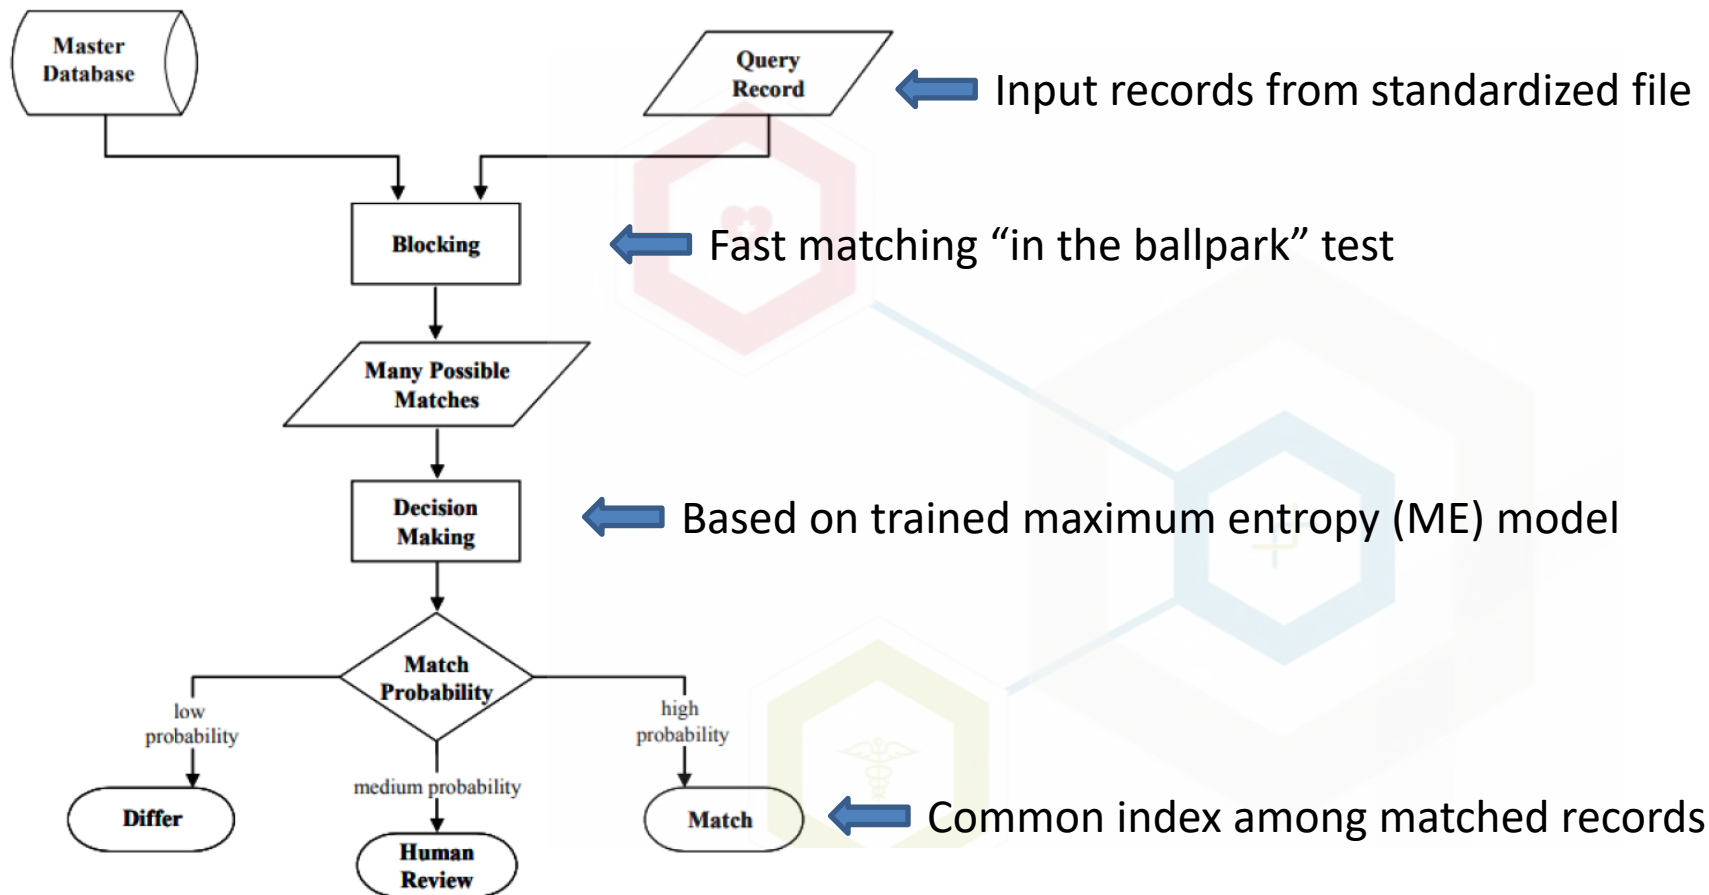 Master
Database
Query
Record
Input records from standardized file
Blocking
Fast matching “in the ballpark” test
Many Possible
Matches
Decision
Making
Based on trained maximum entropy (ME) model
Match
Probability
low
probability
high
probability
medium probability
Differ
Match
Common index among matched records
Human
Review